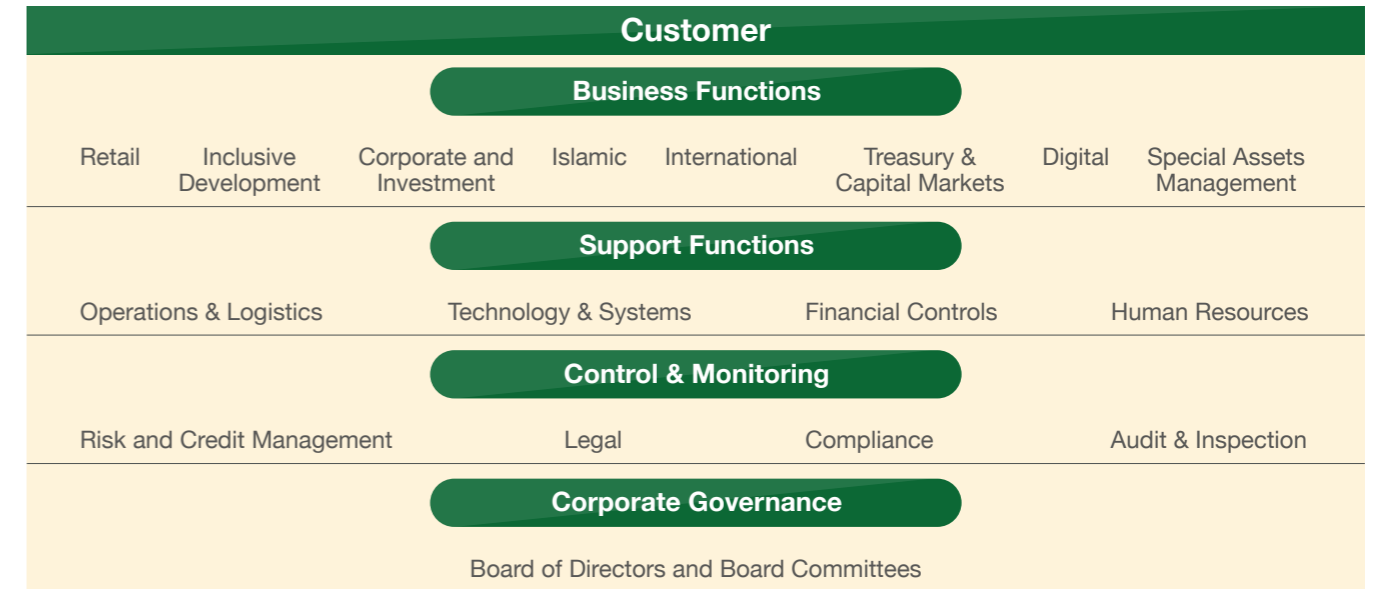 Customer
Business Functions
Retail
Inclusive
Development
Corporate and
Investment
Islamic
International
Treasury &
Capital Markets
Digital
Special Assets
Management
Support Functions
Operations & Logistics
Technology & Systems
Financial Controls
Human Resources
Control & Monitoring
Risk and Credit Management
Legal
Compliance
Audit & Inspection
Corporate Governance
Board of Directors and Board Committees